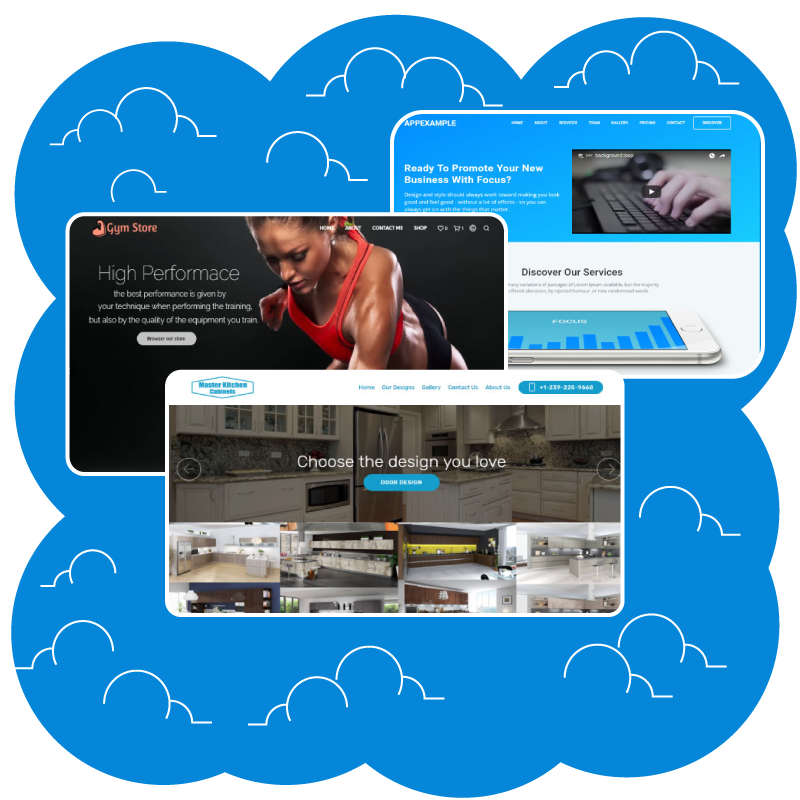 APPEXAMPLE
HOME ABOUT SERVICES TEAM GALLERY PRICING CONTACT DISCOVER
Ready To Promote Your New
Business With Focus?
Design and style should always work toward making you look
good and feel good - without a lot of efforts - so you can
always get on with the things that matter.
background loop
Discover Our Services
many variations of passages of Lorem Ipsum available, but the majority
suffered alteration, by injected humour, or new randomised words.
FOCUS
Gym Store
HOME ABOUT CONTACT ME SHOP 0 1
High Performace
the best performance is given by
your technique when performing the training,
but also by the quality of the equipment you train
Browser our store
Master Kitchen
Cabinets
Home Our Designs Gallery Contact Us About Us +1-239-225-9668
Choose the design you love
DOOR DESIGN